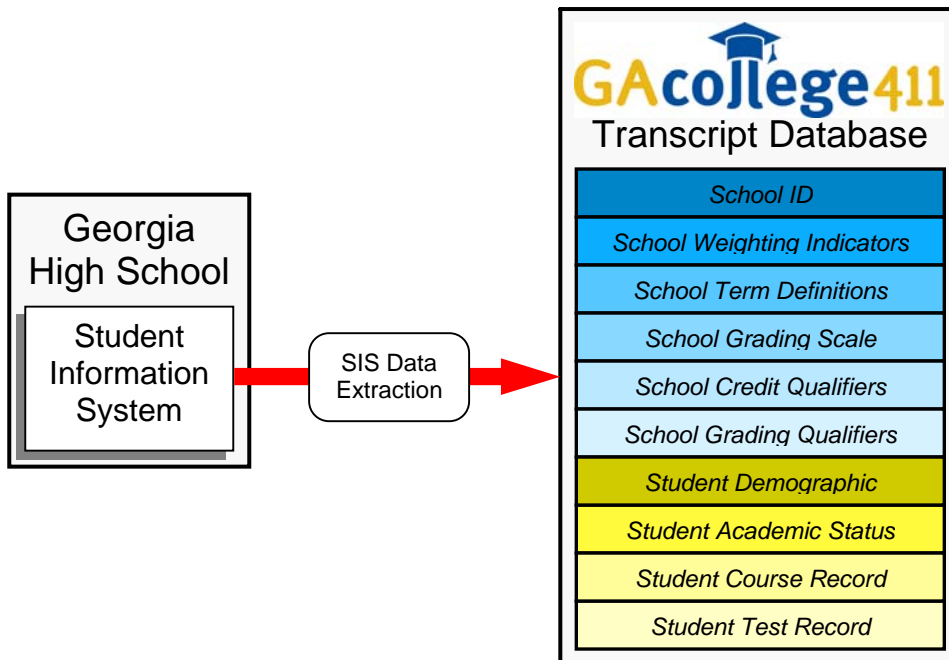 Georgia
High School
Student
Information
System
SIS Data
Extraction
GAcollege411
Transcript Database
School ID
School Weighting Indicators
School Term Definitions
School Grading Scale
School Credit Qualifiers
School Grading Qualifiers
Student Demographic
Student Academic Status
Student Course Record
Student Test Record